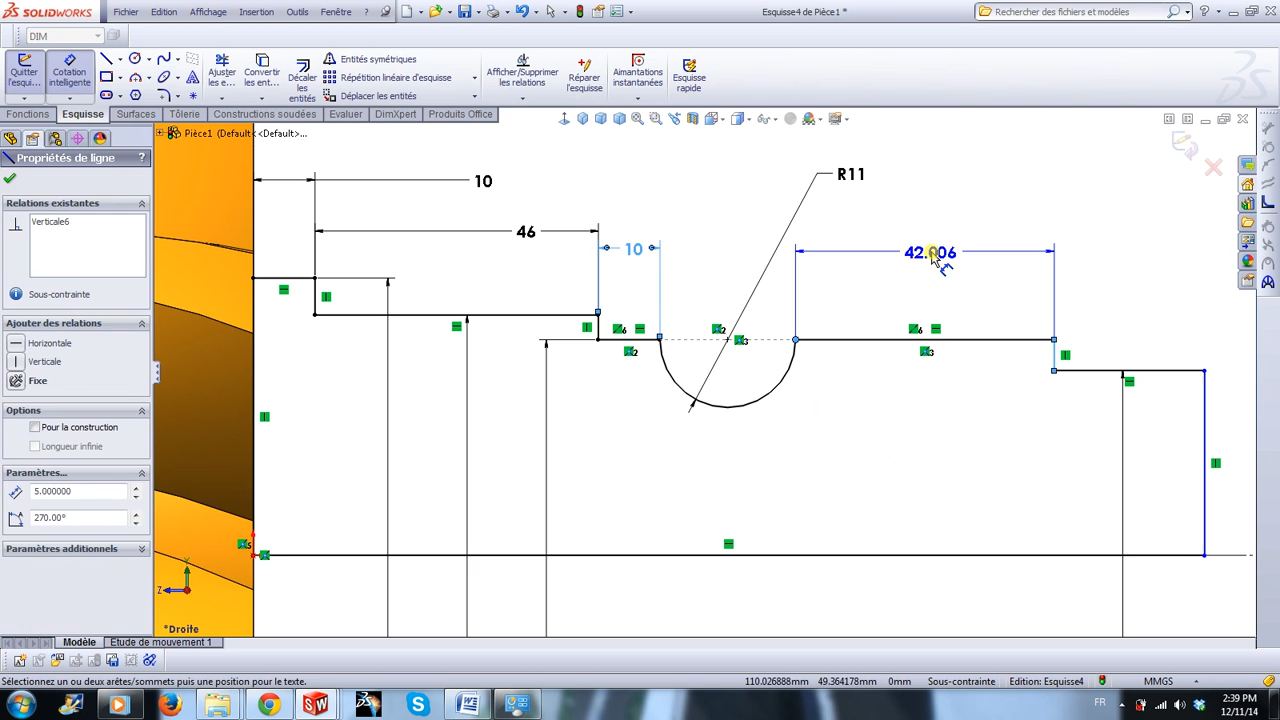 SOLIDWORKS
Fichier Edition Affichage Insertion Outils Fenêtre ?
Esquisse4 de Pièce1 *
Rechercher des fichiers et modèles
DIM
Quitter l'esqui...
Cotation intelligente
Ajuster les e...
Convertir les ent...
Décaler les entités
Entités symétriques
Répétition linéaire d'esquisse
Déplacer les entités
Afficher/Supprimer les relations
Réparer l'esquisse
Aimantations instantanées
Esquisse rapide
Fonctions Esquisse Surfaces Tôlerie Constructions soudées Evaluer DimXpert Produits Office
Pièce1 (Default<<Default>...
Propriétés de ligne ?
Relations existantes
Verticale6
Sous-contrainte
Ajouter des relations
Horizontale
Verticale
Fixe
Options
Pour la construction
Longueur infinie
Paramètres...
5.000000
270.00°
Paramètres additionnels
10
46
10
R11
42.006
Y
Z
*Droite
Modèle Etude de mouvement 1
Sélectionnez un ou deux arêtes/sommets puis une position pour le texte.
110.026888mm 49.364178mm 0mm Sous-contrainte Edition: Esquisse4 MMGS
FR
2:39 PM
12/11/14